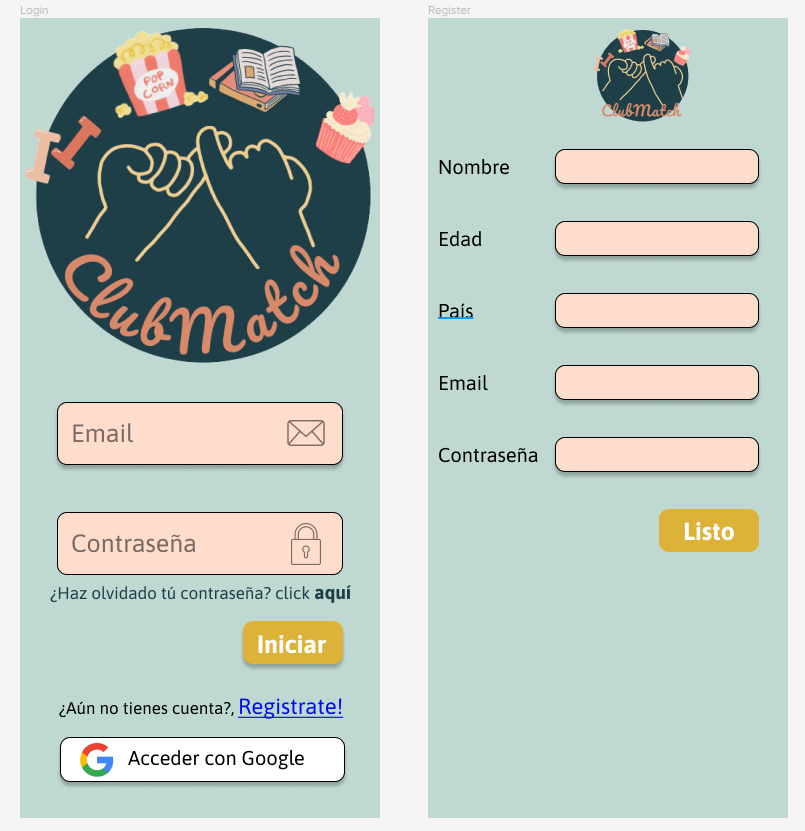 Login
POP
CORN
ClubMatch
Email
Contraseña
¿Haz olvidado tú contraseña? click aquí
Iniciar
¿Aún no tienes cuenta?, Registrate!
Acceder con Google
Register
ClubMatch
Nombre
Edad
País
Email
Contraseña
Listo